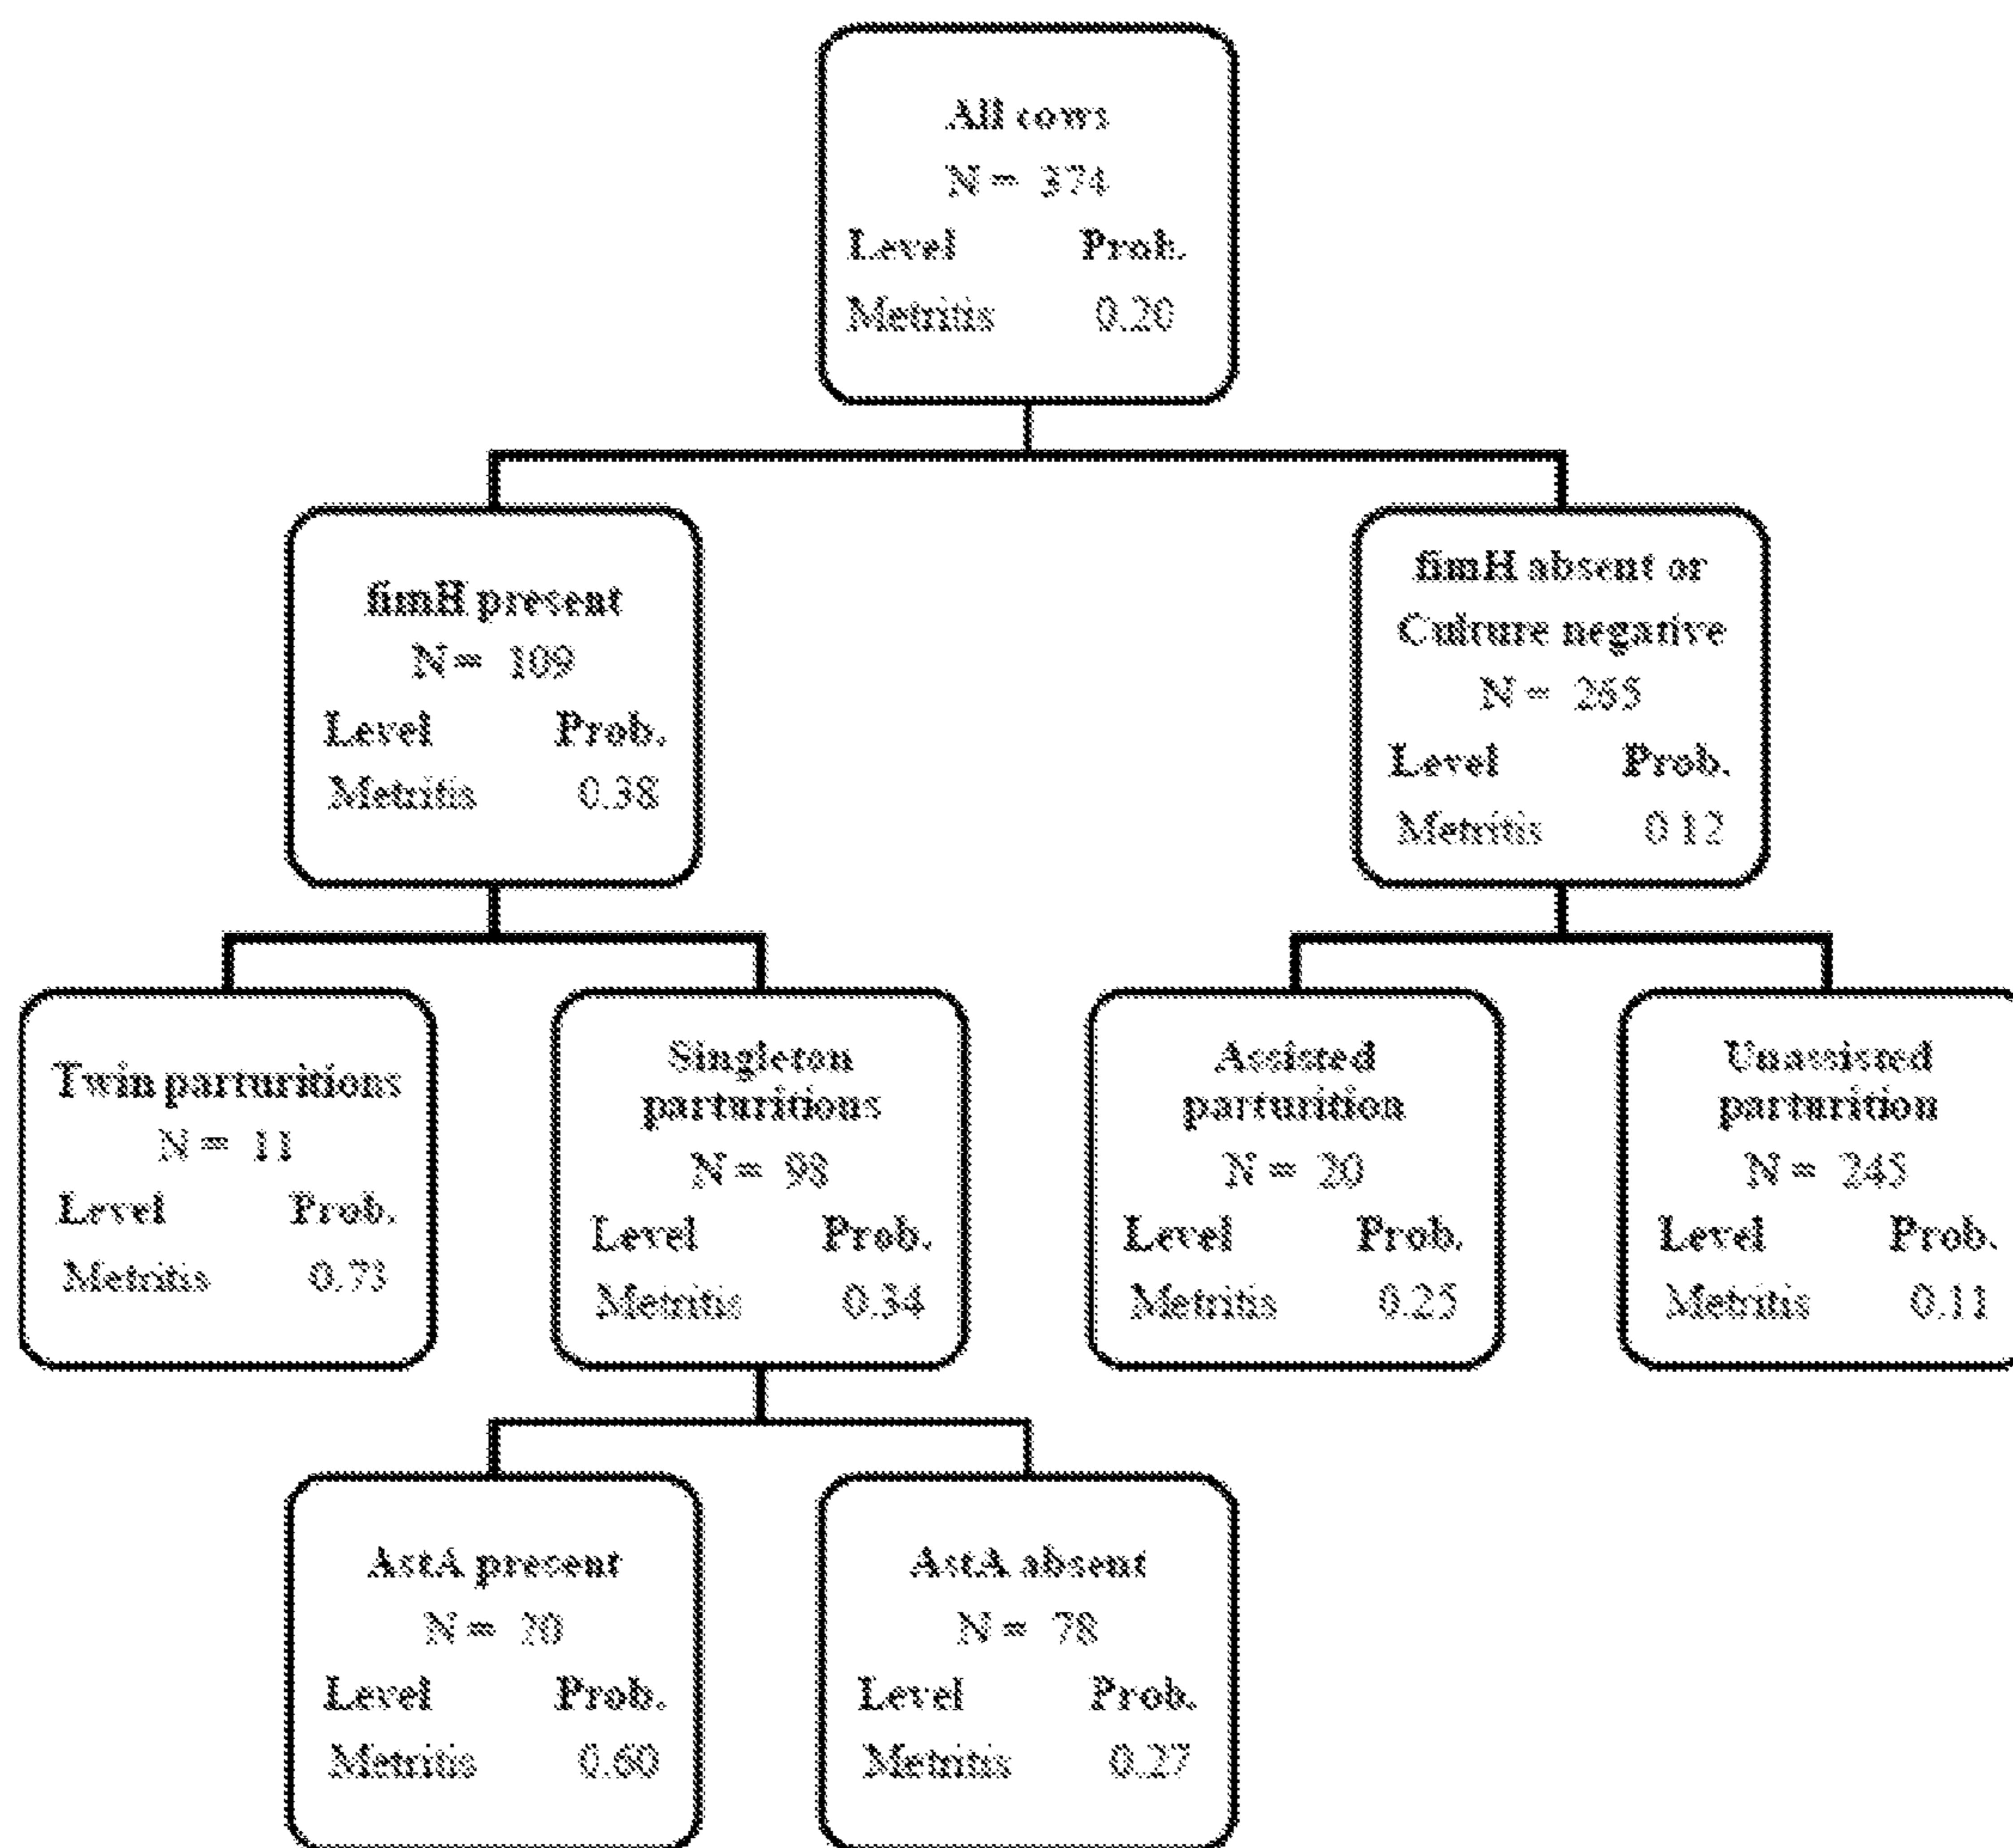 All cows
N = 374
Level Prob.
Metritis 0.20
fimH present
N = 109
Level Prob.
Metritis 0.38
fimH absent or
Culture negative
N = 265
Level Prob.
Metritis 0.12
Twin parturitions
N = 11
Level Prob.
Metritis 0.73
Singleton
parturitions
N = 98
Level Prob.
Metritis 0.34
Assisted
parturition
N = 20
Level Prob.
Metritis 0.25
Unassisted
parturition
N = 245
Level Prob.
Metritis 0.11
AstA present
N = 20
Level Prob.
Metritis 0.60
AstA absent
N = 78
Level Prob.
Metritis 0.27